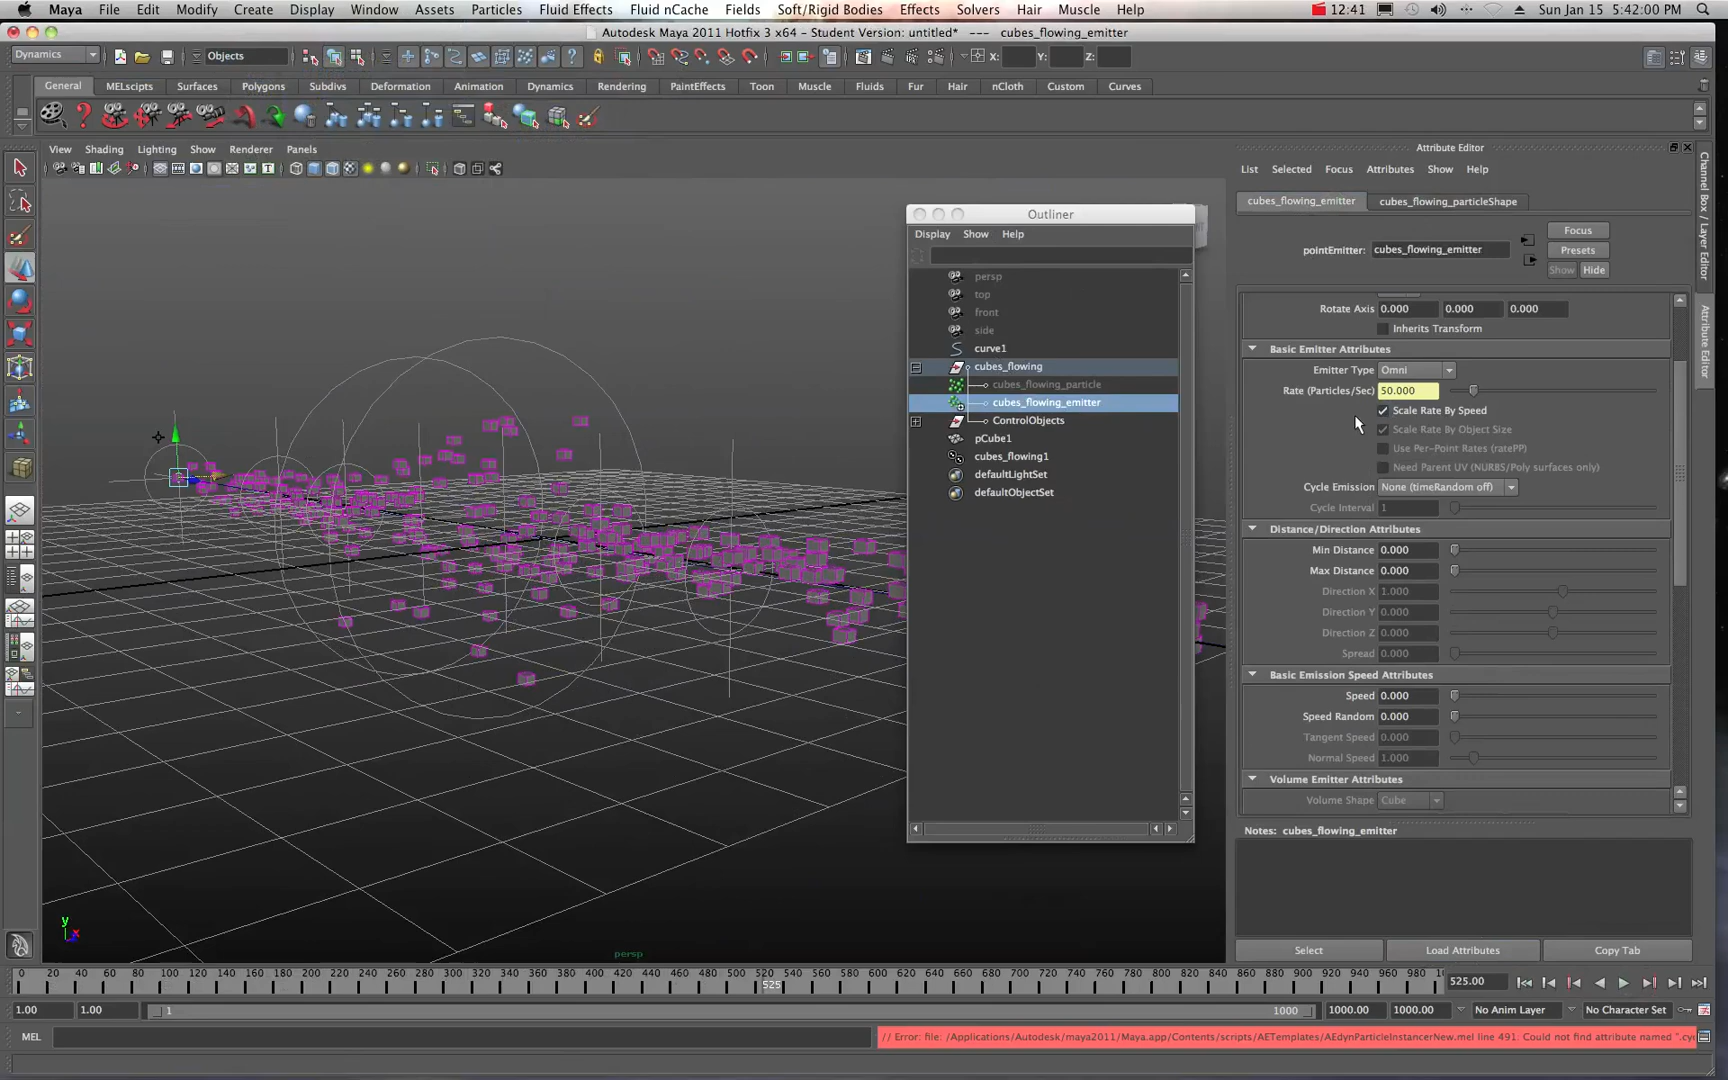 Maya File Edit Modify Create Display Window Assets Particles Fluid Effects Fluid nCache Fields Soft/Rigid Bodies Effects Solvers Hair Muscle Help 12:41 Sun Jan 15 5:42:00 PM
Autodesk Maya 2011 Hotfix 3 x64 - Student Version: untitled* --- cubes_flowing_emitter
Dynamics Objects X: Y: Z:
General MELscipts Surfaces Polygons Subdivs Deformation Animation Dynamics Rendering PaintEffects Toon Muscle Fluids Fur Hair nCloth Custom Curves
View Shading Lighting Show Renderer Panels
Attribute Editor
List Selected Focus Attributes Show Help
cubes_flowing_emitter cubes_flowing_particleShape
pointEmitter: cubes_flowing_emitter
Focus
Presets
Show Hide
Rotate Axis 0.000 0.000 0.000
Inherits Transform
Basic Emitter Attributes
Emitter Type Omni
Rate (Particles/Sec) 50.000
Scale Rate By Speed
Scale Rate By Object Size
Use Per-Point Rates (ratePP)
Need Parent UV (NURBS/Poly surfaces only)
Cycle Emission None (timeRandom off)
Cycle Interval 1
Distance/Direction Attributes
Min Distance 0.000
Max Distance 0.000
Direction X 1.000
Direction Y 0.000
Direction Z 0.000
Spread 0.000
Basic Emission Speed Attributes
Speed 0.000
Speed Random 0.000
Tangent Speed 0.000
Normal Speed 1.000
Volume Emitter Attributes
Volume Shape Cube
Notes: cubes_flowing_emitter
Select Load Attributes Copy Tab
Channel Box / Layer Editor
Attribute Editor
Outliner
Display Show Help
persp
top
front
side
curve1
cubes_flowing
cubes_flowing_particle
cubes_flowing_emitter
ControlObjects
pCube1
cubes_flowing1
defaultLightSet
defaultObjectSet
y
x
persp
0 20 40 60 80 100 120 140 160 180 200 220 240 260 280 300 320 340 360 380 400 420 440 460 480 500 520 540 560 580 600 620 640 660 680 700 720 740 760 780 800 820 840 860 880 900 920 940 960 980 525.00
525
1.00 1.00 1 1000 1000.00 1000.00 No Anim Layer No Character Set
MEL // Error: file: /Applications/Autodesk/maya2011/Maya.app/Contents/scripts/AETemplates/AEdynParticleInstancerNew.mel line 491: Could not find attribute named